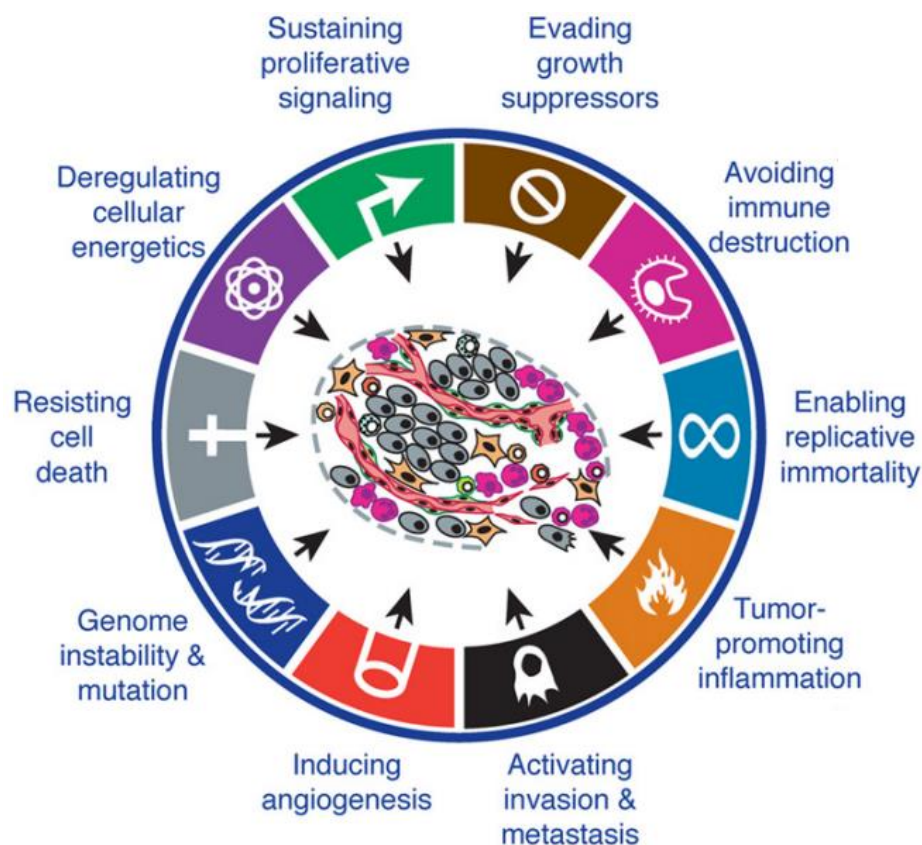 Sustaining
proliferative
signaling
Evading
growth
suppressors
Avoiding
immune
destruction
Enabling
replicative
immortality
Tumor-
promoting
inflammation
Activating
invasion &
metastasis
Inducing
angiogenesis
Genome
instability &
mutation
Resisting
cell
death
Deregulating
cellular
energetics